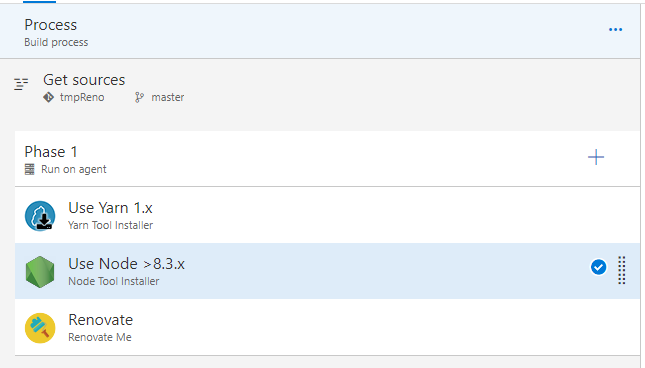 Process
Build process
Get sources
tmpReno master
Phase 1
Run on agent
Use Yarn 1.x
Yarn Tool Installer
Use Node >8.3.x
Node Tool Installer
Renovate
Renovate Me